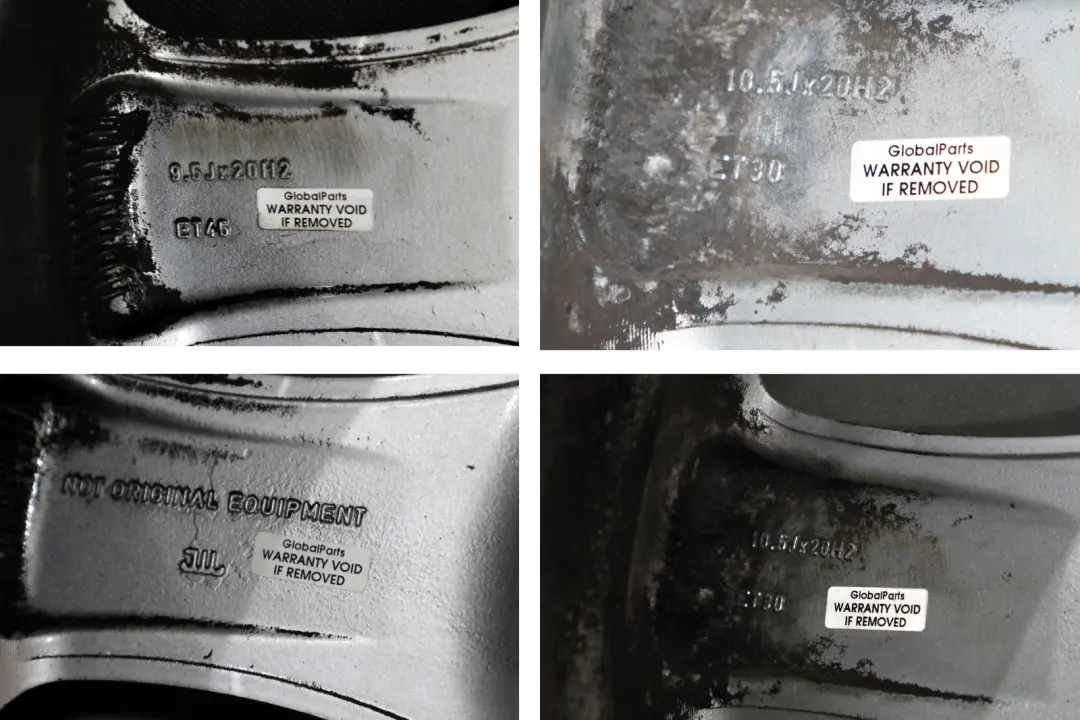 9.5Jx20H2
ET45
GlobalParts
WARRANTY VOID
IF REMOVED
10.5Jx20H2
ET30
GlobalParts
WARRANTY VOID
IF REMOVED
NOT ORIGINAL EQUIPMENT
JWL
GlobalParts
WARRANTY VOID
IF REMOVED
10.5Jx20H2
ET30
GlobalParts
WARRANTY VOID
IF REMOVED